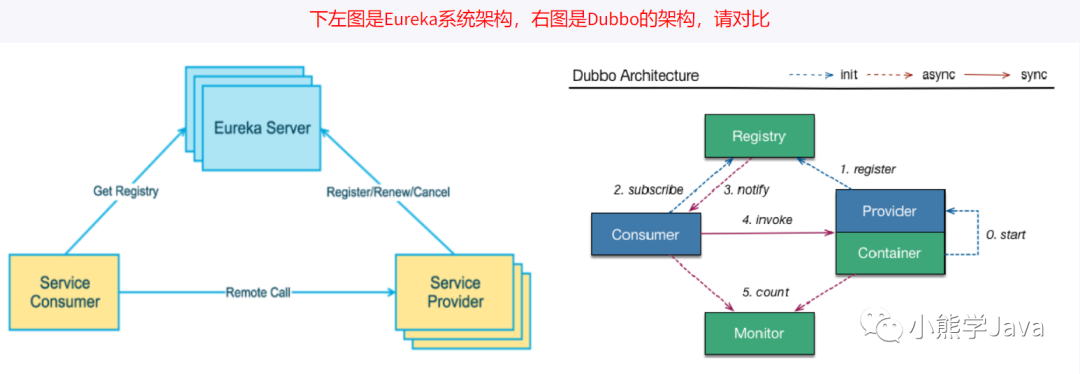 下左图是Eureka系统架构，右图是Dubbo的架构，请对比
Eureka Server
Get Registry
Register/Renew/Cancel
Service
Consumer
Remote Call
Service
Provider
Dubbo Architecture
init
async
sync
Registry
1. register
2. subscribe
3. notify
Provider
4. invoke
Consumer
Container
0. start
5. count
Monitor
小熊学Java